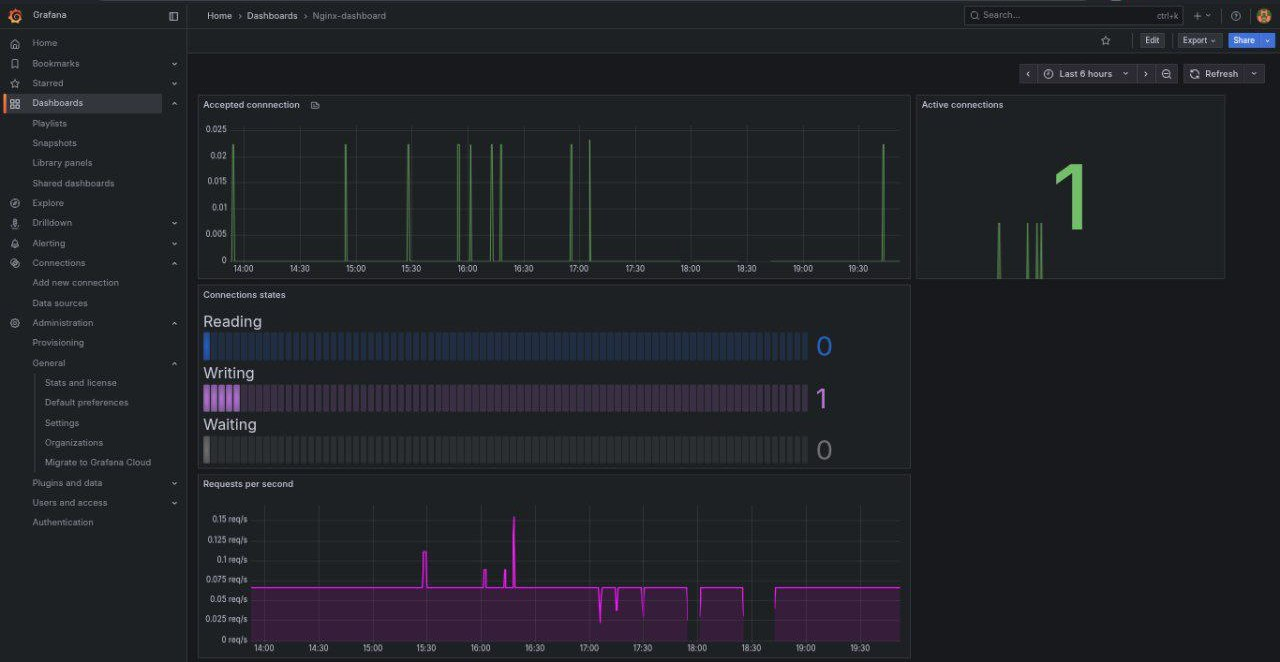 Grafana
Home › Dashboards › Nginx-dashboard
Search...
ctrl+k
Edit
Export
Share
Last 6 hours
Refresh
Home
Bookmarks
Starred
Dashboards
Playlists
Snapshots
Library panels
Shared dashboards
Explore
Drilldown
Alerting
Connections
Add new connection
Data sources
Administration
Provisioning
General
Stats and license
Default preferences
Settings
Organizations
Migrate to Grafana Cloud
Plugins and data
Users and access
Authentication
Accepted connnection
0.025
0.02
0.015
0.01
0.005
0
14:00 14:30 15:00 15:30 16:00 16:30 17:00 17:30 18:00 18:30 19:00 19:30
Active connections
1
Connections states
Reading
0
Writing
1
Waiting
0
Requests per second
0.15 req/s
0.125 req/s
0.1 req/s
0.075 req/s
0.05 req/s
0.025 req/s
0 req/s
14:00 14:30 15:00 15:30 16:00 16:30 17:00 17:30 18:00 18:30 19:00 19:30